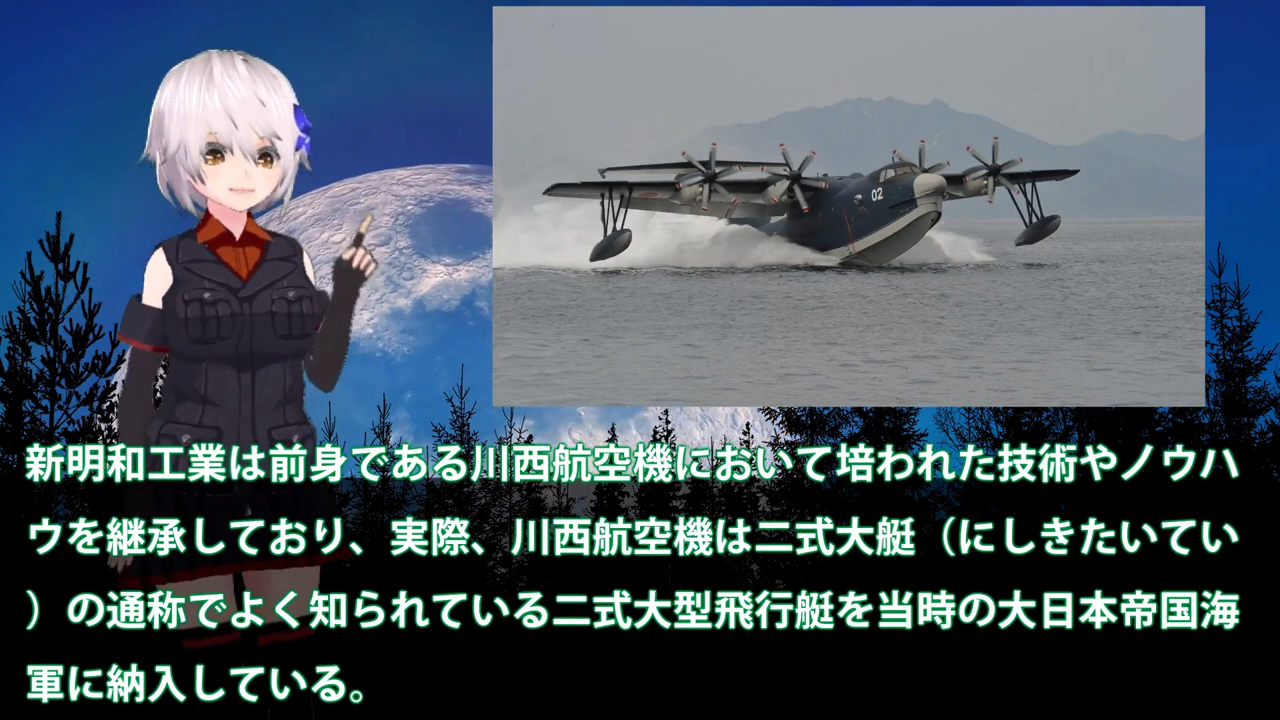 02
新明和工業は前身である川西航空機において培われた技術やノウハ
ウを継承しており、実際、川西航空機は二式大艇（にしきたいてい
）の通称でよく知られている二式大型飛行艇を当時の大日本帝国海
軍に納入している。